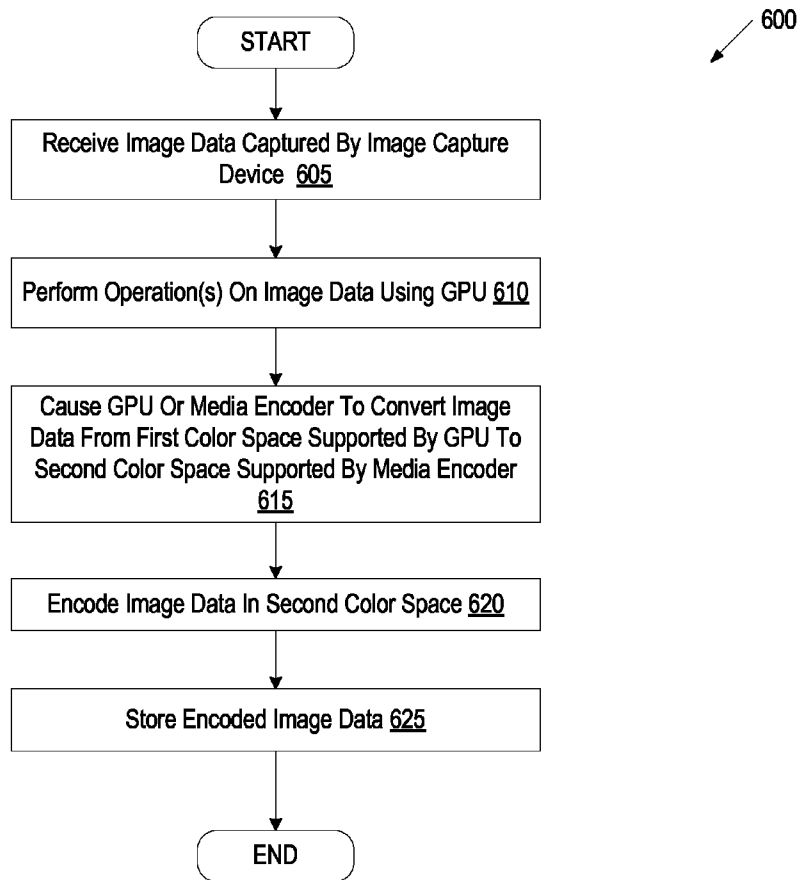 START
600
Receive Image Data Captured By Image Capture
Device 605
Perform Operation(s) On Image Data Using GPU 610
Cause GPU Or Media Encoder To Convert Image
Data From First Color Space Supported By GPU To
Second Color Space Supported By Media Encoder
615
Encode Image Data In Second Color Space 620
Store Encoded Image Data 625
END